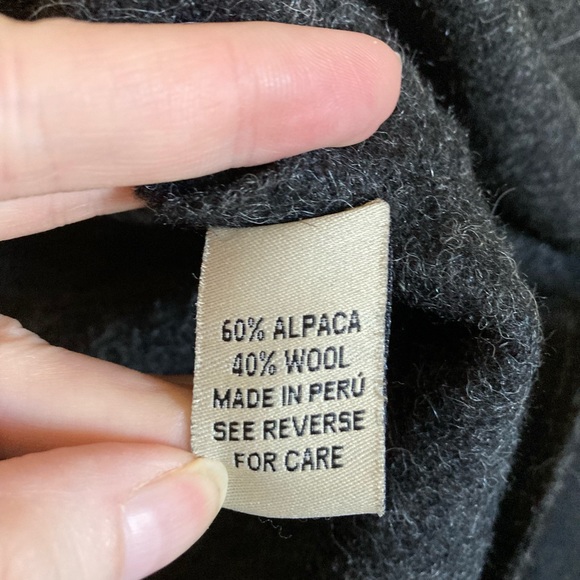 60% ALPACA
40% WOOL
MADE IN PERÚ
SEE REVERSE
FOR CARE